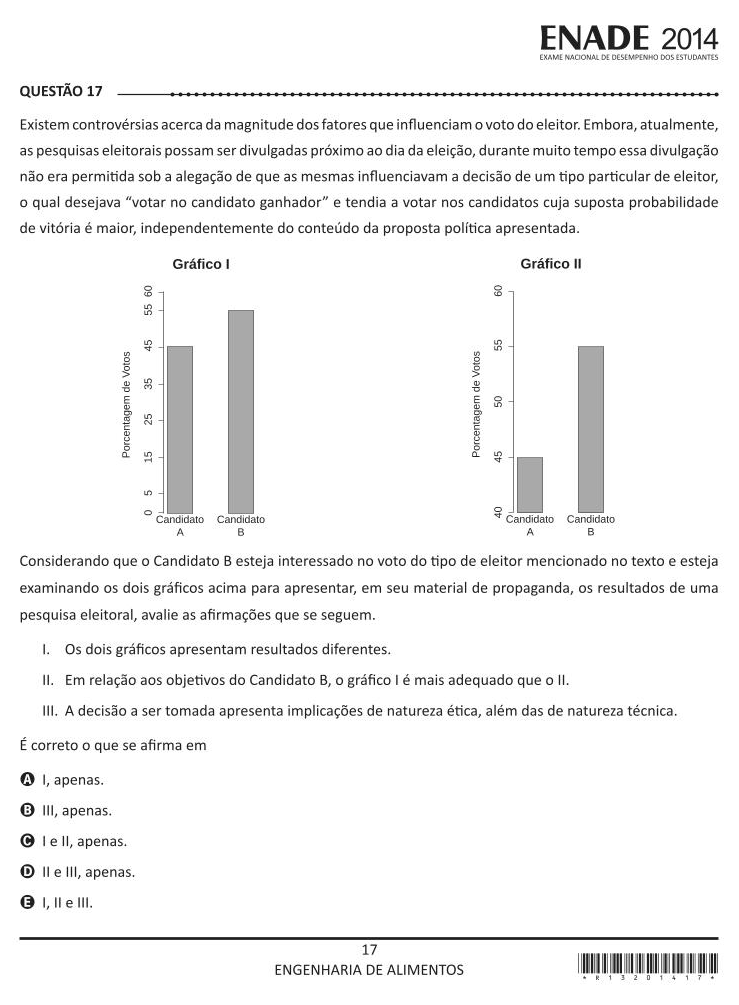 ENADE 2014
EXAME NACIONAL DE DESEMPENHO DOS ESTUDANTES
QUESTÃO 17
Existem controvérsias acerca da magnitude dos fatores que influenciam o voto do eleitor. Embora, atualmente,
as pesquisas eleitorais possam ser divulgadas próximo ao dia da eleição, durante muito tempo essa divulgação
não era permitida sob a alegação de que as mesmas influenciavam a decisão de um tipo particular de eleitor,
o qual desejava “votar no candidato ganhador” e tendia a votar nos candidatos cuja suposta probabilidade
de vitória é maior, independentemente do conteúdo da proposta política apresentada.
Gráfico I
Porcentagem de Votos
60
55
45
35
25
15
5
0
Candidato
A
Candidato
B
Gráfico II
Porcentagem de Votos
60
55
50
45
40
Candidato
A
Candidato
B
Considerando que o Candidato B esteja interessado no voto do tipo de eleitor mencionado no texto e esteja
examinando os dois gráficos acima para apresentar, em seu material de propaganda, os resultados de uma
pesquisa eleitoral, avalie as afirmações que se seguem.
I. Os dois gráficos apresentam resultados diferentes.
II. Em relação aos objetivos do Candidato B, o gráfico I é mais adequado que o II.
III. A decisão a ser tomada apresenta implicações de natureza ética, além das de natureza técnica.
É correto o que se afirma em
A I, apenas.
B III, apenas.
C I e II, apenas.
D II e III, apenas.
E I, II e III.
17
ENGENHARIA DE ALIMENTOS
* R 1 3 2 0 1 4 1 7 *